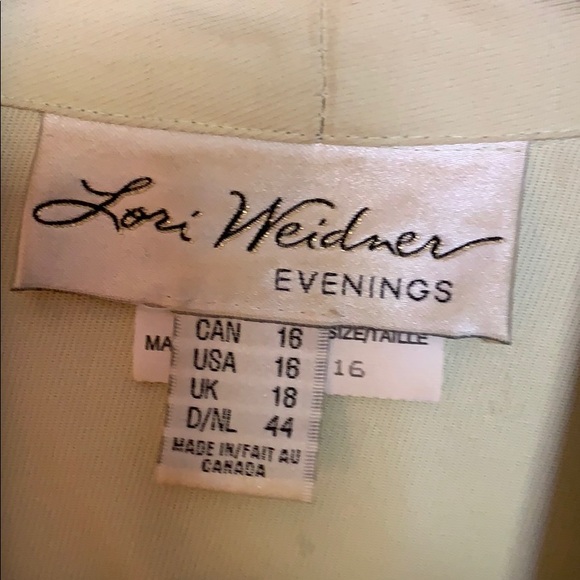 Lori Weidner
EVENINGS
MA
SIZE/TAILLE
16
CAN 16
USA 16
UK 18
D/NL 44
MADE IN/FAIT AU
CANADA